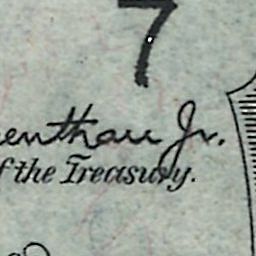 7
enthau Jr.
f the Treasury.